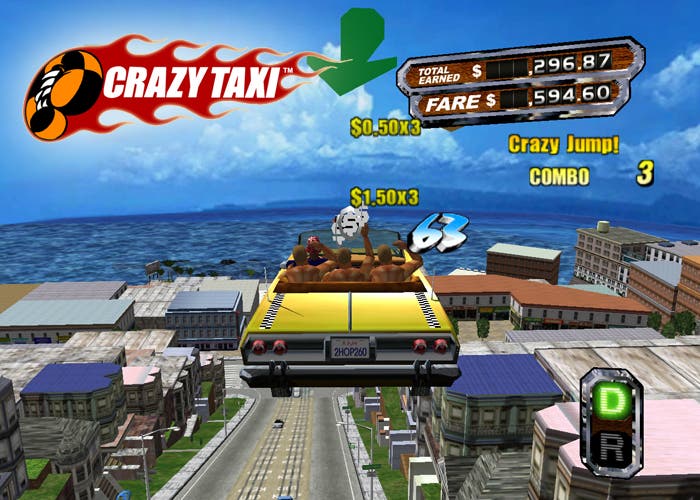 CRAZY TAXI™
TOTAL EARNED $ ,296.87
FARE $ ,594.60
$0.50x3
Crazy Jump!
COMBO 3
$1.50x3
63
2HOP260
D
R